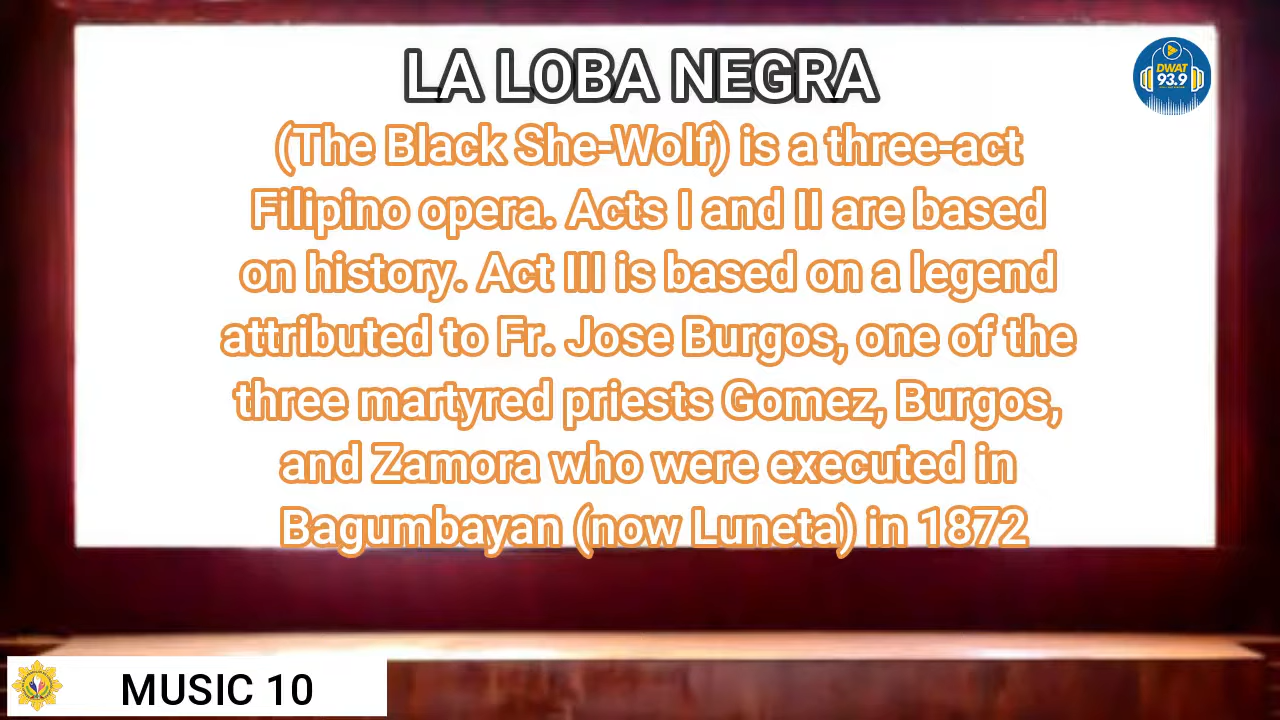 LA LOBA NEGRA
DWAT
93.9
(The Black She-Wolf) is a three-act
Filipino opera. Acts I and II are based
on history. Act III is based on a legend
attributed to Fr. Jose Burgos, one of the
three martyred priests Gomez, Burgos,
and Zamora who were executed in
Bagumbayan (now Luneta) in 1872
MUSIC 10